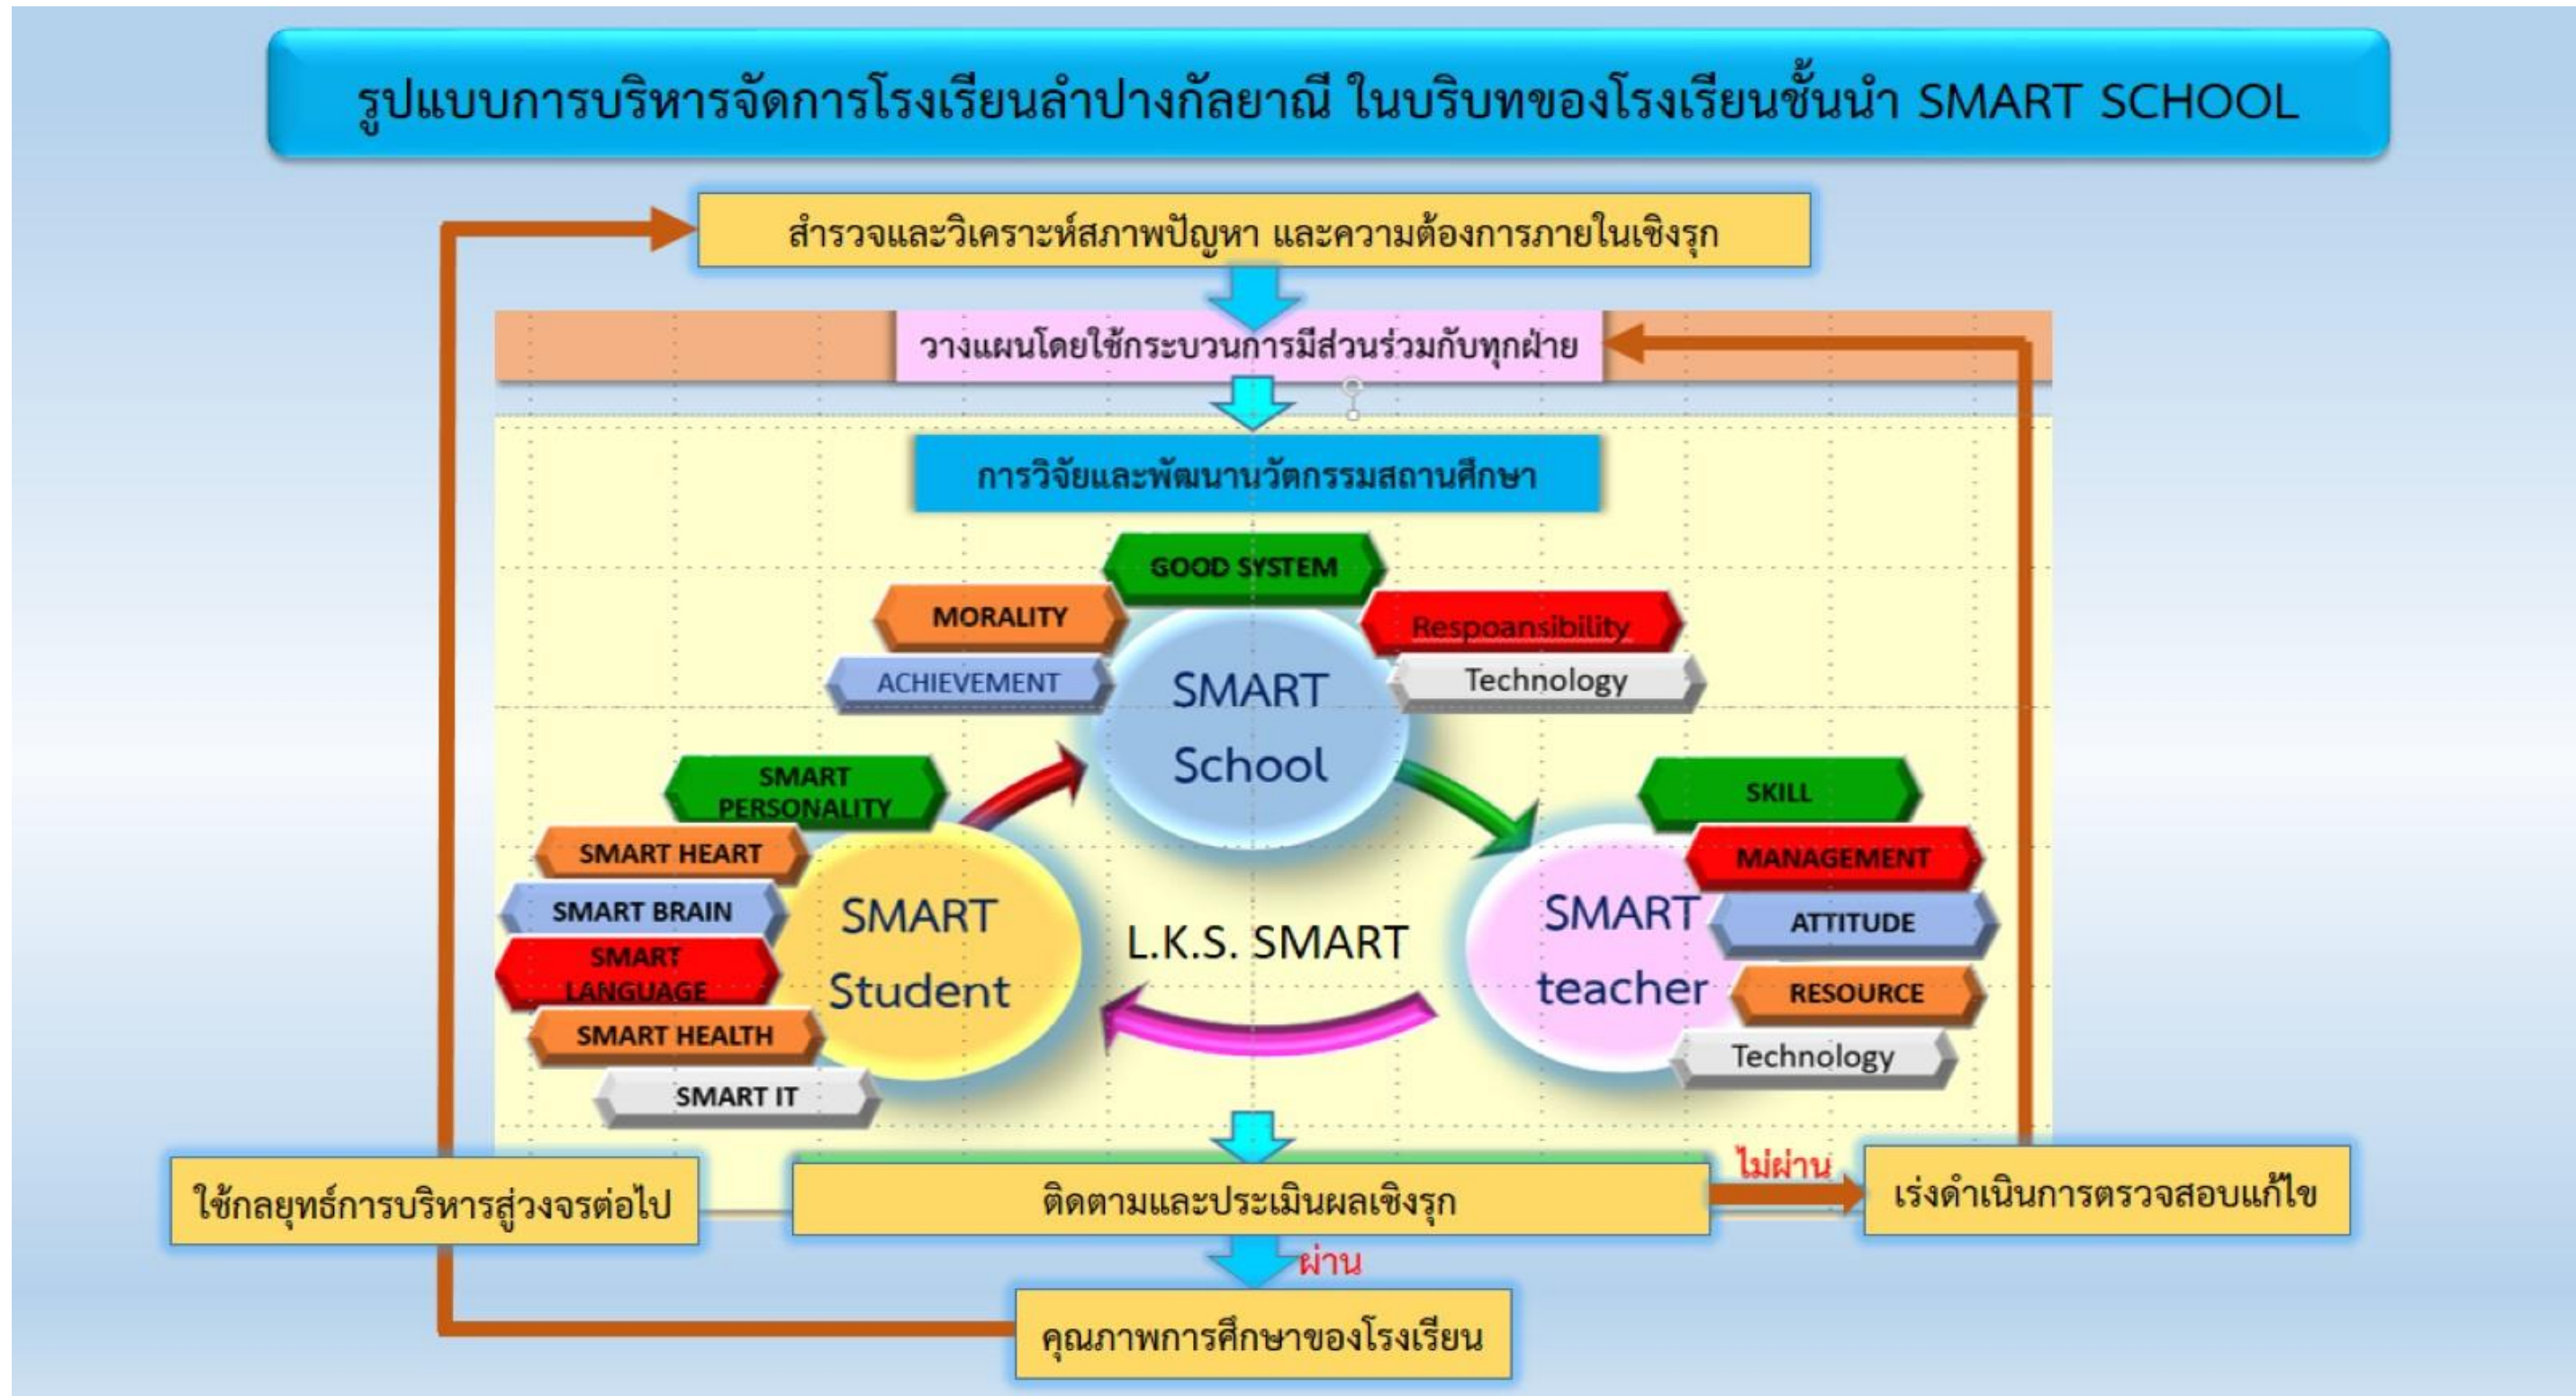 รูปแบบการบริหารจัดการโรงเรียนลำปางกัลยาณี ในบริบทของโรงเรียนชั้นนำ SMART SCHOOL
สำรวจและวิเคราะห์สภาพปัญหา และความต้องการภายในเชิงรุก
วางแผนโดยใช้กระบวนการมีส่วนร่วมกับทุกฝ่าย
การวิจัยและพัฒนานวัตกรรมสถานศึกษา
GOOD SYSTEM
MORALITY
ACHIEVEMENT
Respoansibility
Technology
SMART
School
SMART
PERSONALITY
SMART HEART
SMART BRAIN
SMART
LANGUAGE
SMART HEALTH
SMART IT
SMART
Student
L.K.S. SMART
SMART
teacher
SKILL
MANAGEMENT
ATTITUDE
RESOURCE
Technology
ใช้กลยุทธ์การบริหารสู่วงจรต่อไป
ติดตามและประเมินผลเชิงรุก
ไม่ผ่าน
เร่งดำเนินการตรวจสอบแก้ไข
ผ่าน
คุณภาพการศึกษาของโรงเรียน